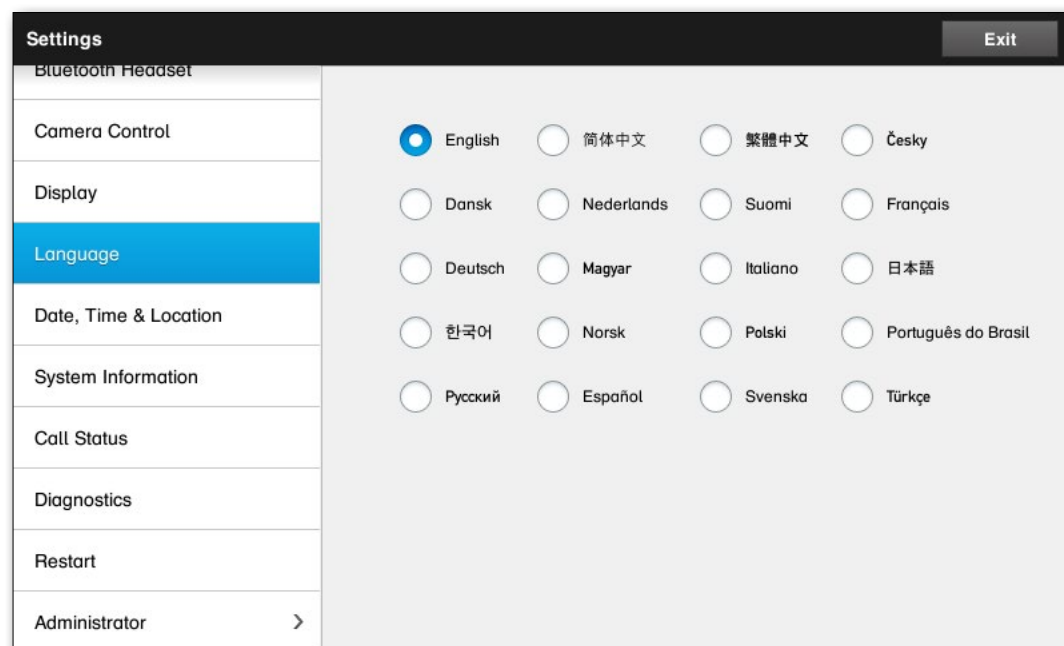 Settings
Exit
Bluetooth Headset
Camera Control
Display
Language
Date, Time & Location
System Information
Call Status
Diagnostics
Restart
Administrator
English 简体中文 繁體中文 Česky
Dansk Nederlands Suomi Français
Deutsch Magyar Italiano 日本語
한국어 Norsk Polski Português do Brasil
Русский Español Svenska Türkçe